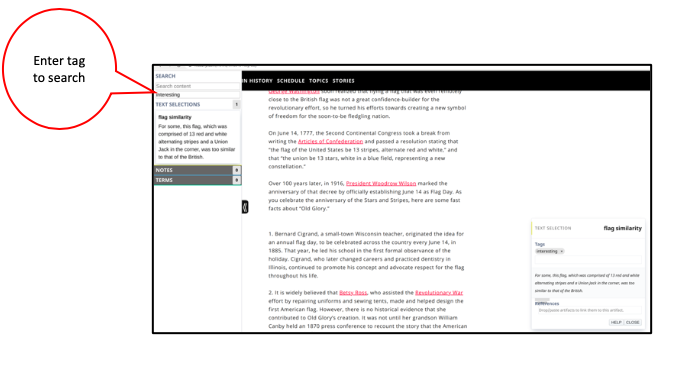 Enter tag
to search
SEARCH
Search content
interesting
TEXT SELECTIONS 1
flag similarity
For some, this flag, which was
comprised of 13 red and white
alternating stripes and a Union
Jack in the corner, was too similar
to that of the British.
NOTES 0
TERMS 0
IN HISTORY SCHEDULE TOPICS STORIES
George Washington soon realized that flying a flag that was even remotely
close to the British flag was not a great confidence-builder for the
revolutionary effort, so he turned his efforts towards creating a new symbol
of freedom for the soon-to-be fledgling nation.
On June 14, 1777, the Second Continental Congress took a break from
writing the Articles of Confederation and passed a resolution stating that
"the flag of the United States be 13 stripes, alternate red and white," and
that "the union be 13 stars, white in a blue field, representing a new
constellation."
Over 100 years later, in 1916, President Woodrow Wilson marked the
anniversary of that decree by officially establishing June 14 as Flag Day. As
you celebrate the anniversary of the Stars and Stripes, here are some fast
facts about "Old Glory."
1. Bernard Cigrand, a small-town Wisconsin teacher, originated the idea for
an annual flag day, to be celebrated across the country every June 14, in
1885. That year, he led his school in the first formal observance of the
holiday. Cigrand, who later changed careers and practiced dentistry in
Illinois, continued to promote his concept and advocate respect for the flag
throughout his life.
2. It is widely believed that Betsy Ross, who assisted the Revolutionary War
effort by repairing uniforms and sewing tents, made and helped design the
first American flag. However, there is no historical evidence that she
contributed to Old Glory's creation. It was not until her grandson William
Canby held an 1870 press conference to recount the story that the American
TEXT SELECTION flag similarity
Tags
interesting ×
For some, this flag, which was comprised of 13 red and white
alternating stripes and a Union Jack in the corner, was too
similar to that of the British.
References
Drag/paste artifacts to link them to this artifact.
HELP CLOSE